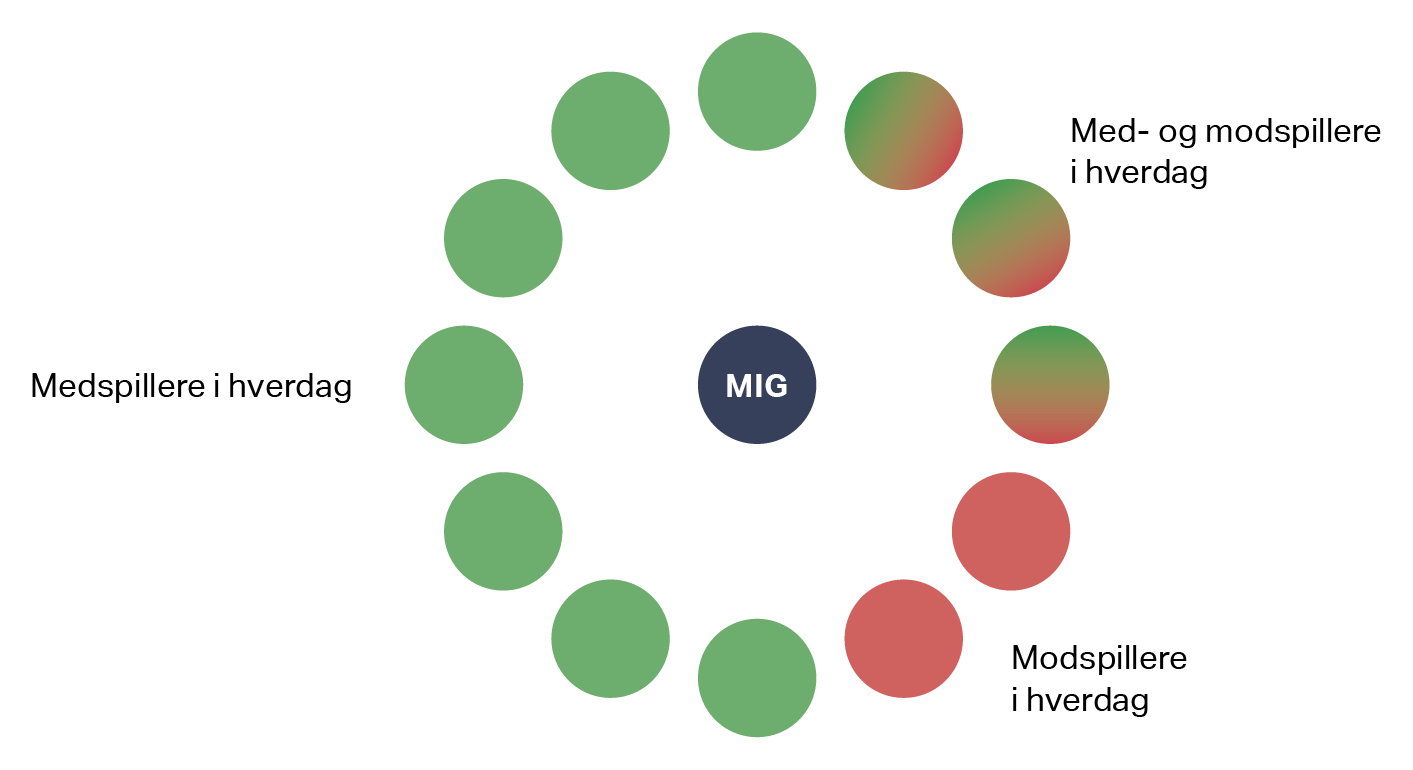 Med- og modspillere
i hverdag
Medspillere i hverdag
MIG
Modspillere
i hverdag